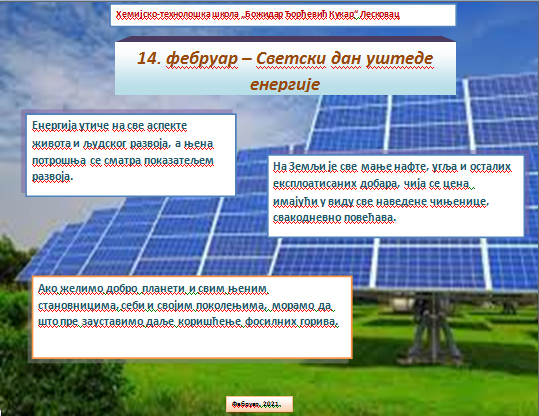 Хемијско-технолошка школа „Божидар Ђорђевић Кукар“ Лесковац
14. фебруар – Светски дан уштеде
енергије
Енергија утиче на све аспекте
живота и људског развоја, а њена
потрошња се сматра показатељем
развоја.
На Земљи је све мање нафте, угља и осталих
експлоатисаних добара, чија се цена,
имајући у виду све наведене чињенице,
свакодневно повећава.
Ако желимо добро планети и свим њеним
становницима, себи и својим поколењима, морамо да
што пре зауставимо даље коришћење фосилних горива.
Фебруар, 2021.